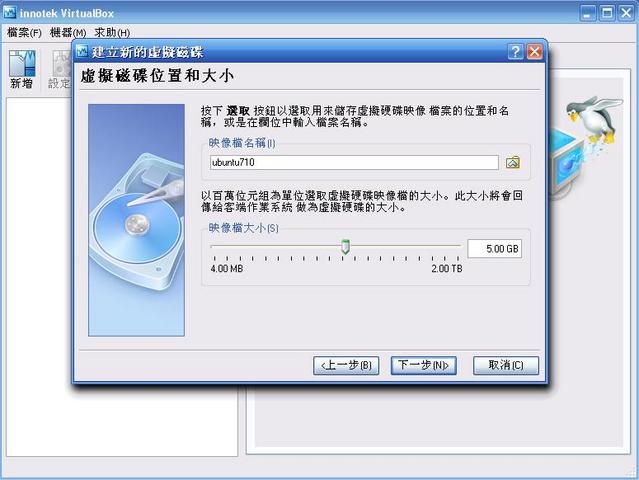 innotek VirtualBox
檔案(F) 機器(M) 求助(H)
新增 設定
建立新的虛擬磁碟
虛擬磁碟位置和大小
按下 選取 按鈕以選取用來儲存虛擬硬碟映像 檔案的位置和名
稱，或是在欄位中輸入檔案名稱。
映像檔名稱(I)
ubuntu710
以百萬位元組為單位選取虛擬硬碟映像檔的大小。此大小將會回
傳給客端作業系統 做為虛擬硬碟的大小。
映像檔大小(S)
5.00 GB
4.00 MB 2.00 TB
<上一步(B) 下一步(N)> 取消(C)